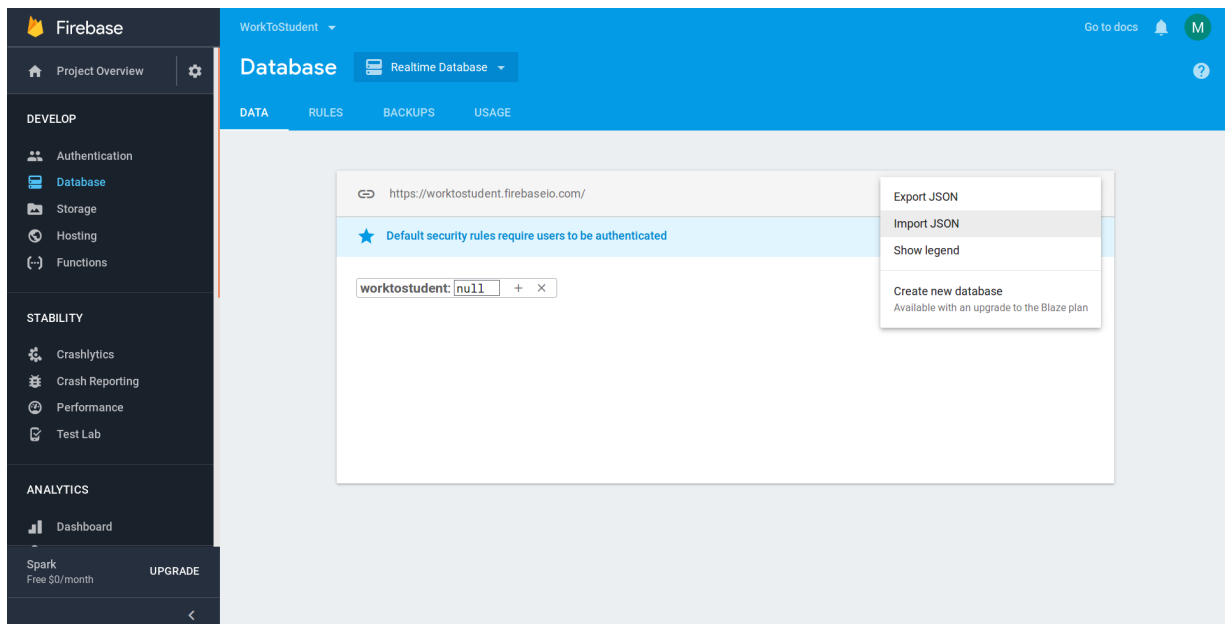 Firebase
WorkToStudent
Go to docs
M
Project Overview
Database
Realtime Database
?
DEVELOP
DATA
RULES
BACKUPS
USAGE
Authentication
Database
Storage
Hosting
Functions
https://worktostudent.firebaseio.com/
Default security rules require users to be authenticated
worktostudent: null + ×
Export JSON
Import JSON
Show legend
Create new database
Available with an upgrade to the Blaze plan
STABILITY
Crashlytics
Crash Reporting
Performance
Test Lab
ANALYTICS
Dashboard
Spark
Free $0/month
UPGRADE